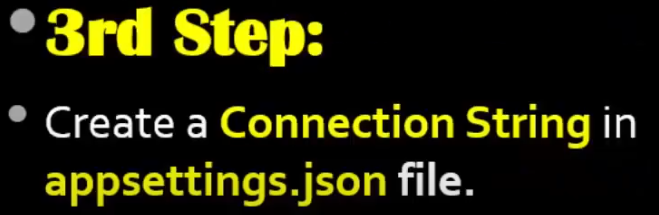 3rd Step:
Create a Connection String in
appsettings.json file.